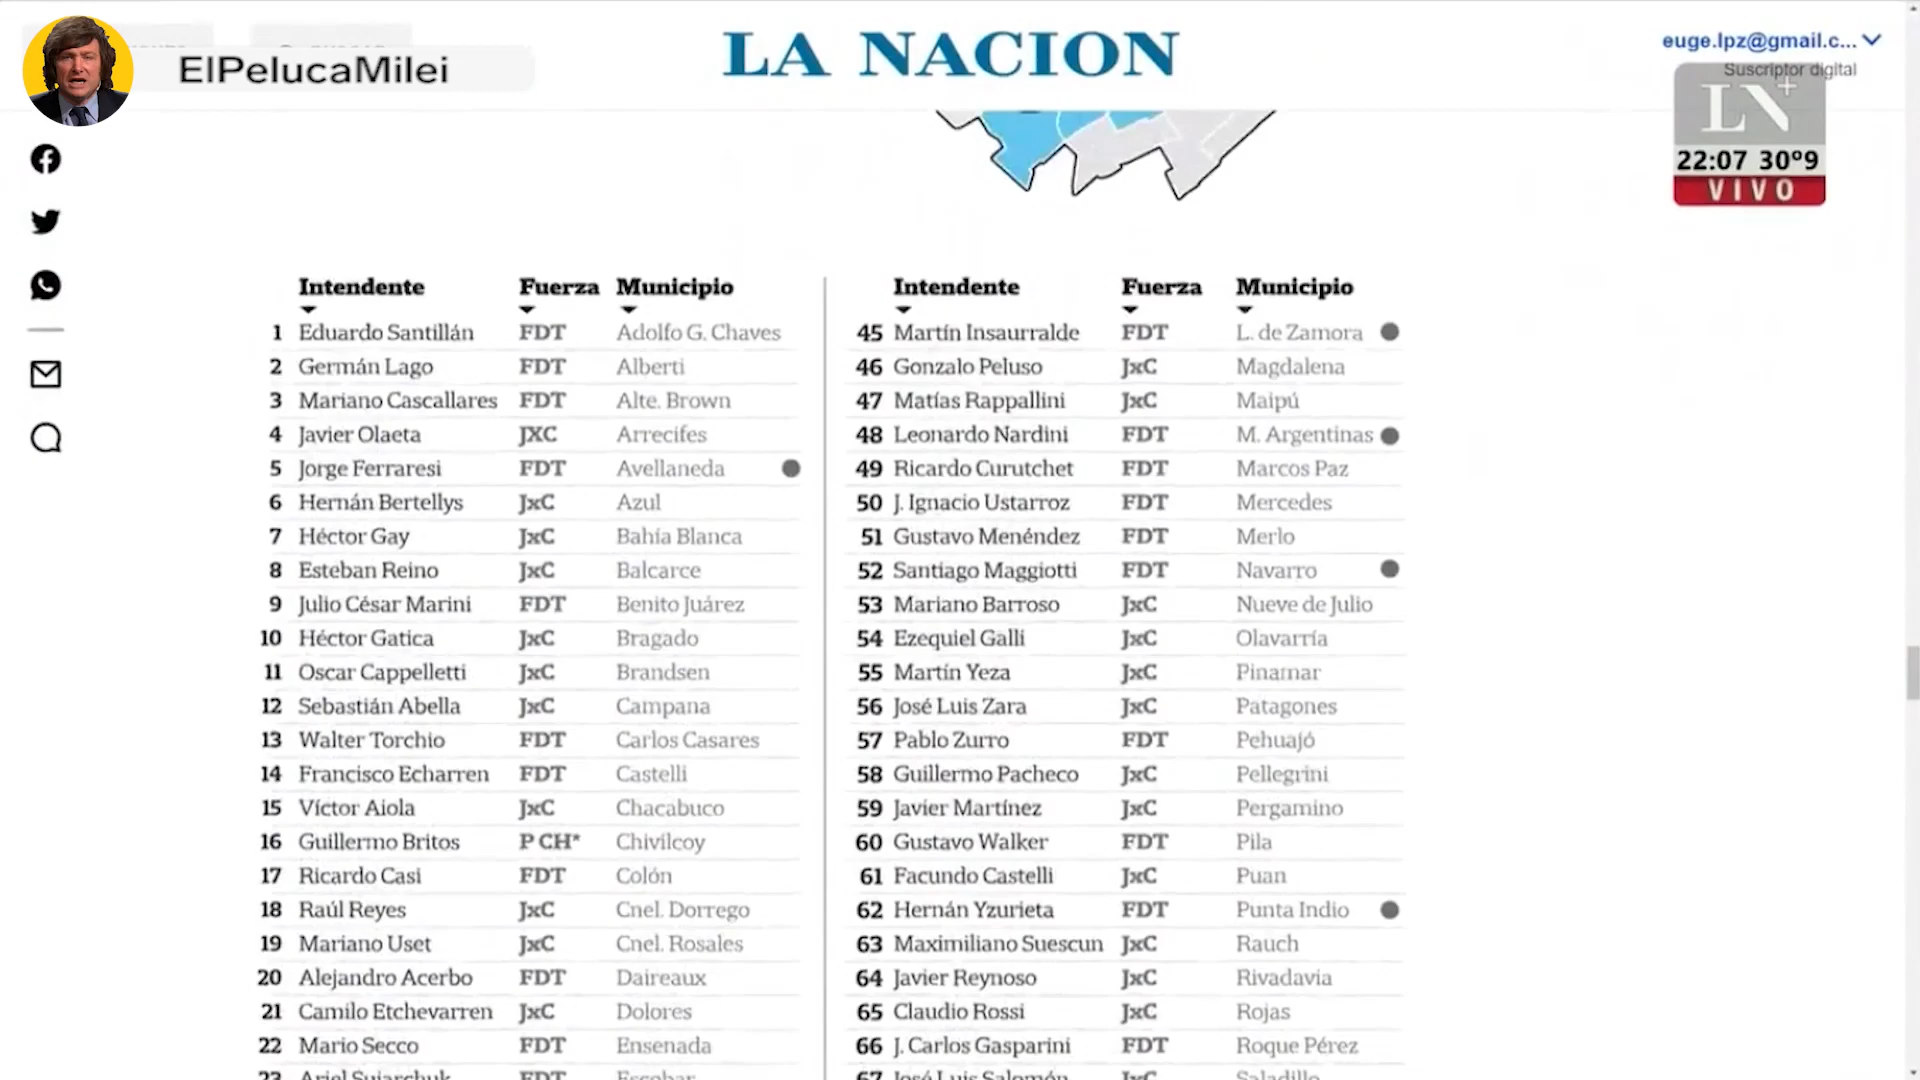 ElPelucaMilei
LA NACION
euge.lpz@gmail.c...
Suscriptor digital
LN+
22:07 30º9
VIVO
Intendente Fuerza Municipio
1 Eduardo Santillán FDT Adolfo G. Chaves
2 Germán Lago FDT Alberti
3 Mariano Cascallares FDT Alte. Brown
4 Javier Olaeta JXC Arrecifes
5 Jorge Ferraresi FDT Avellaneda
6 Hernán Bertellys JxC Azul
7 Héctor Gay JxC Bahía Blanca
8 Esteban Reino JxC Balcarce
9 Julio César Marini FDT Benito Juárez
10 Héctor Gatica JxC Bragado
11 Oscar Cappelletti JxC Brandsen
12 Sebastián Abella JxC Campana
13 Walter Torchio FDT Carlos Casares
14 Francisco Echarren FDT Castelli
15 Víctor Aiola JxC Chacabuco
16 Guillermo Britos P CH* Chivilcoy
17 Ricardo Casi FDT Colón
18 Raúl Reyes JxC Cnel. Dorrego
19 Mariano Uset JxC Cnel. Rosales
20 Alejandro Acerbo FDT Daireaux
21 Camilo Etchevarren JxC Dolores
22 Mario Secco FDT Ensenada
23 Ariel Sujarchuk FDT Escobar
Intendente Fuerza Municipio
45 Martín Insaurralde FDT L. de Zamora
46 Gonzalo Peluso JxC Magdalena
47 Matías Rappallini JxC Maipú
48 Leonardo Nardini FDT M. Argentinas
49 Ricardo Curutchet FDT Marcos Paz
50 J. Ignacio Ustarroz FDT Mercedes
51 Gustavo Menéndez FDT Merlo
52 Santiago Maggiotti FDT Navarro
53 Mariano Barroso JxC Nueve de Julio
54 Ezequiel Galli JxC Olavarría
55 Martín Yeza JxC Pinamar
56 José Luis Zara JxC Patagones
57 Pablo Zurro FDT Pehuajó
58 Guillermo Pacheco JxC Pellegrini
59 Javier Martínez JxC Pergamino
60 Gustavo Walker FDT Pila
61 Facundo Castelli JxC Puan
62 Hernán Yzurieta FDT Punta Indio
63 Maximiliano Suescun JxC Rauch
64 Javier Reynoso JxC Rivadavia
65 Claudio Rossi JxC Rojas
66 J. Carlos Gasparini FDT Roque Pérez
67 José Luis Salomón JxC Saladillo